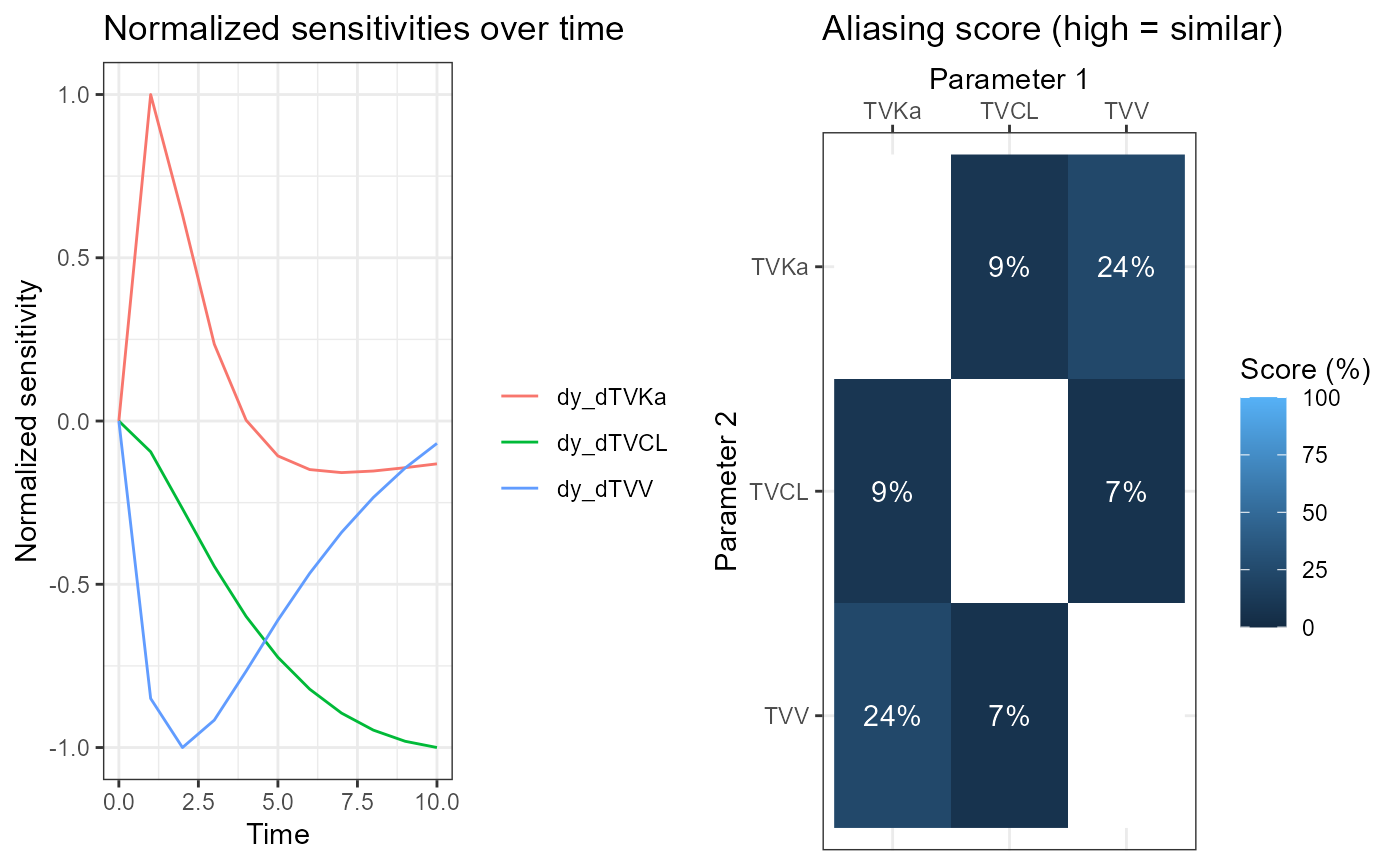 Normalized sensitivities over time
1.0
0.5
0.0
-0.5
-1.0
Normalized sensitivity
0.0 2.5 5.0 7.5 10.0
Time
dy_dTVKa
dy_dTVCL
dy_dTVV
Aliasing score (high = similar)
Parameter 1
TVKa TVCL TVV
Parameter 2
TVKa 9% 24%
TVCL 9% 7%
TVV 24% 7%
Score (%)
100
75
50
25
0